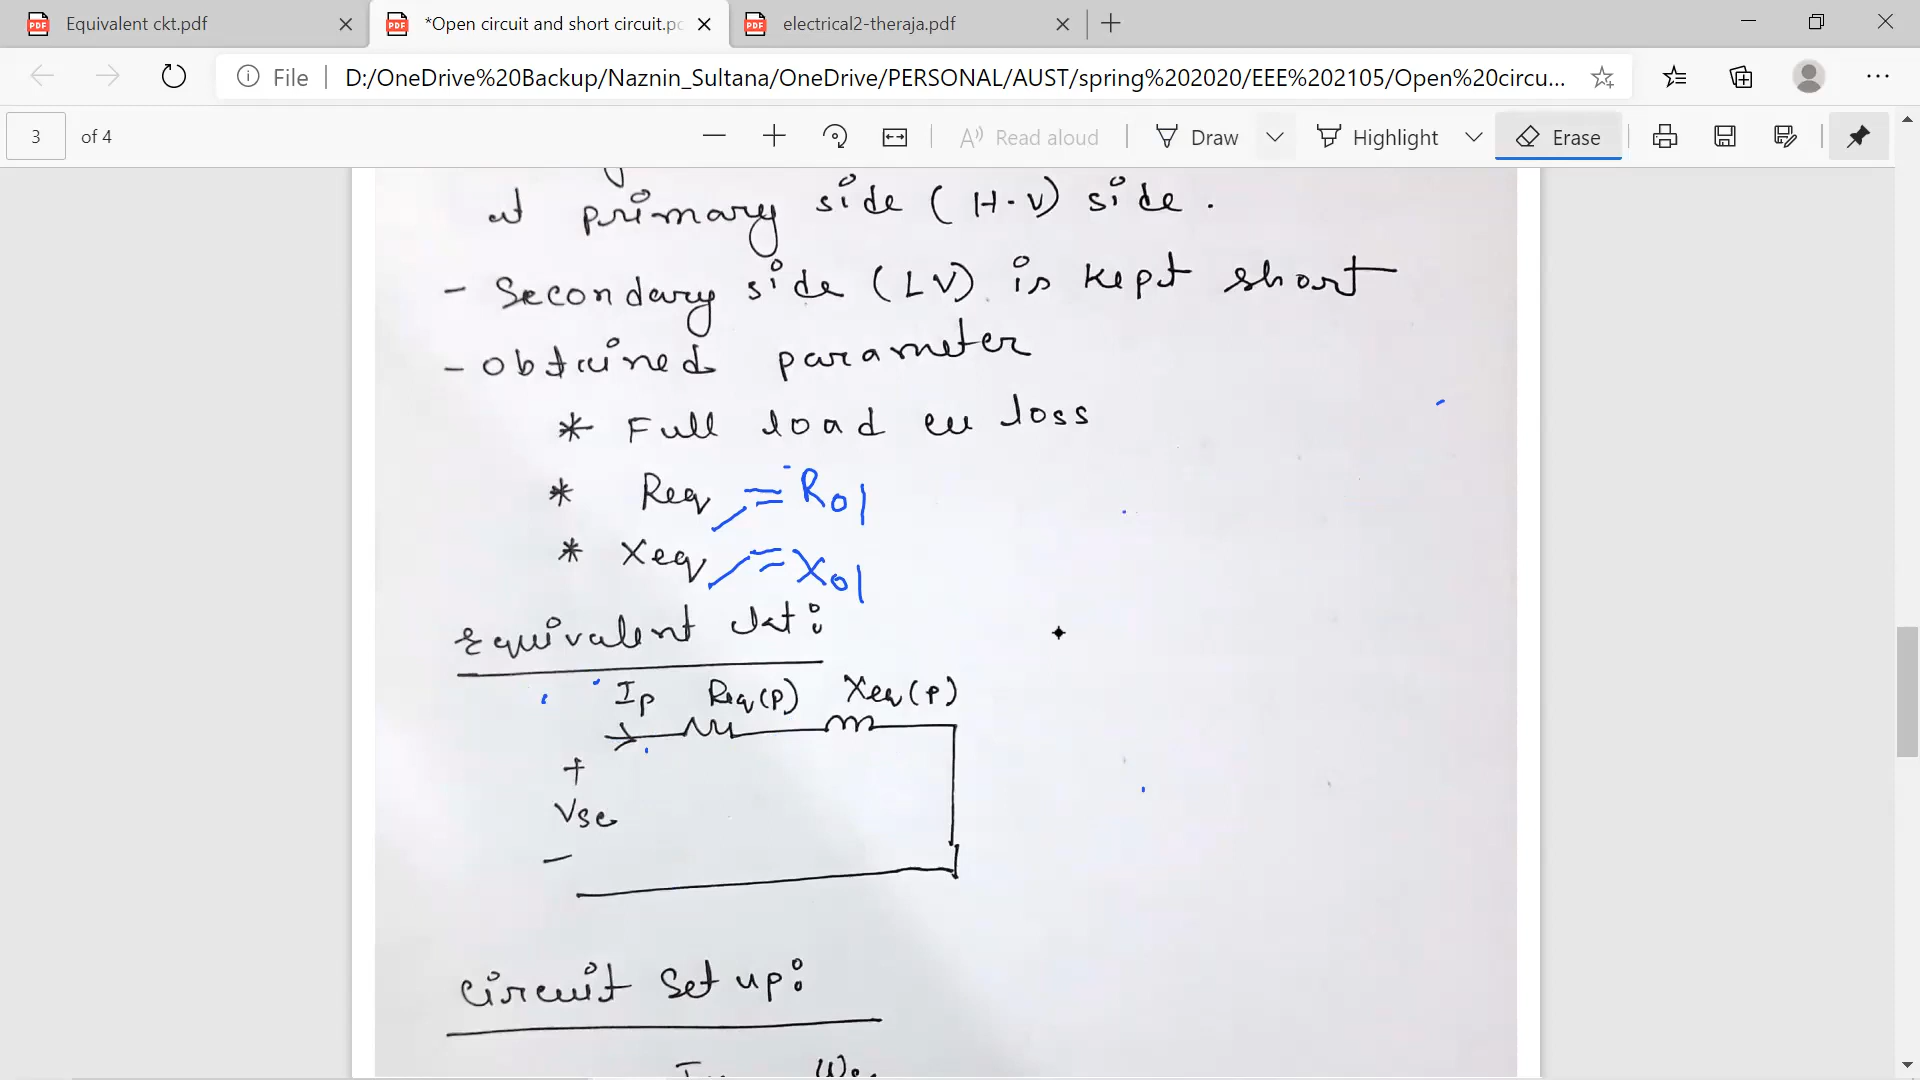 Equivalent ckt.pdf
*Open circuit and short circuit.pc
electrical2-theraja.pdf
File
D:/OneDrive%20Backup/Naznin_Sultana/OneDrive/PERSONAL/AUST/spring%202020/EEE%202105/Open%20circu...
3 of 4
Read aloud
Draw
Highlight
Erase
at primary side (H.V) side.
- Secondary side (LV) is kept short
- obtained parameter
* Full load cu loss
* Req = R01
* Xeq = X01
Equivalent ckt:
Ip Req(p) Xeq(p)
+
Vsc
-
circuit set up: